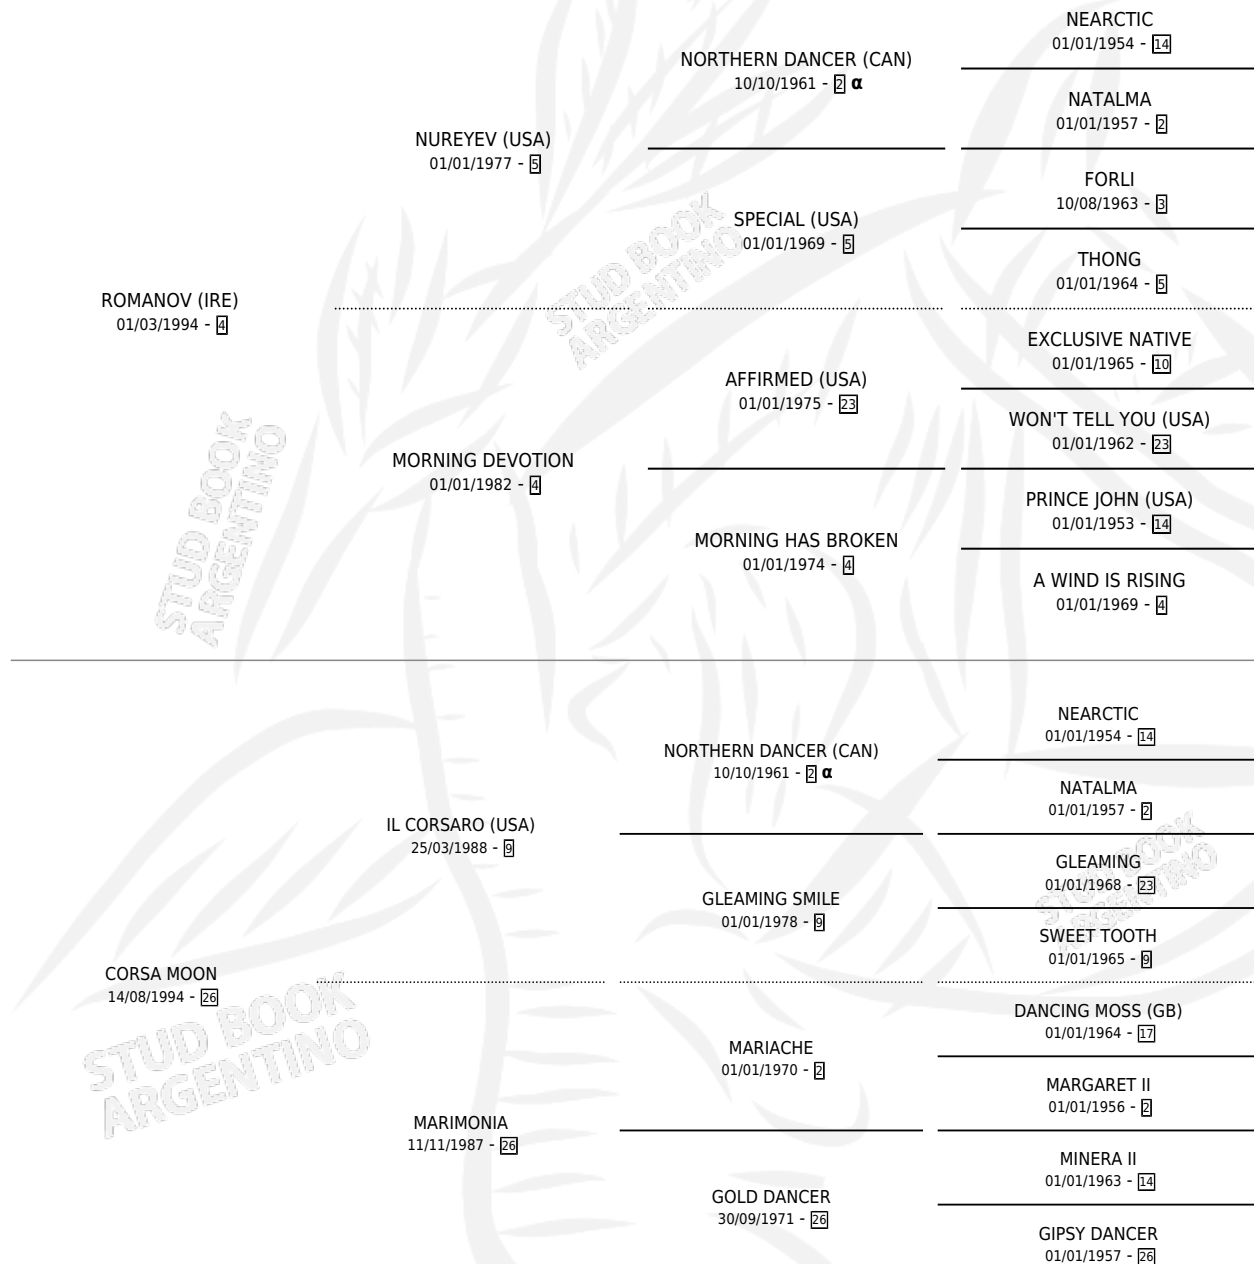 NEARCTIC
01/01/1954 - 14
NORTHERN DANCER (CAN)
10/10/1961 - 2 α
NATALMA
01/01/1957 - 2
NUREYEV (USA)
01/01/1977 - 5
FORLI
10/08/1963 - 3
SPECIAL (USA)
01/01/1969 - 5
THONG
01/01/1964 - 5
ROMANOV (IRE)
01/03/1994 - 4
EXCLUSIVE NATIVE
01/01/1965 - 10
AFFIRMED (USA)
01/01/1975 - 23
WON'T TELL YOU (USA)
01/01/1962 - 23
MORNING DEVOTION
01/01/1982 - 4
PRINCE JOHN (USA)
01/01/1953 - 14
MORNING HAS BROKEN
01/01/1974 - 4
A WIND IS RISING
01/01/1969 - 4
STUD BOOK
ARGENTINO
STUD BOOK
ARGENTINO
NEARCTIC
01/01/1954 - 14
NORTHERN DANCER (CAN)
10/10/1961 - 2 α
NATALMA
01/01/1957 - 2
IL CORSARO (USA)
25/03/1988 - 9
GLEAMING
01/01/1968 - 23
GLEAMING SMILE
01/01/1978 - 9
SWEET TOOTH
01/01/1965 - 9
CORSA MOON
14/08/1994 - 26
DANCING MOSS (GB)
01/01/1964 - 17
MARIACHE
01/01/1970 - 2
MARGARET II
01/01/1956 - 2
MARIMONIA
11/11/1987 - 26
MINERA II
01/01/1963 - 14
GOLD DANCER
30/09/1971 - 26
GIPSY DANCER
01/01/1957 - 26
STUD BOOK
ARGENTINO
STUD BOOK
ARGENTINO